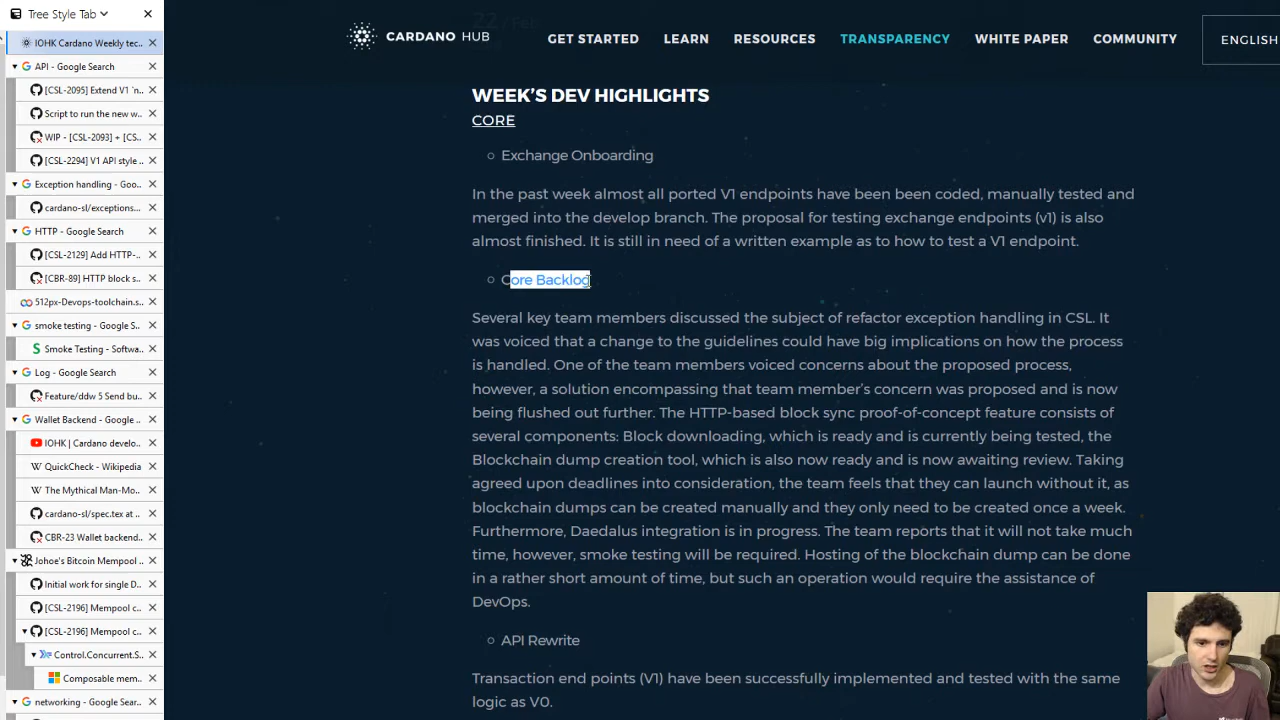 Tree Style Tab
IOHK Cardano Weekly tec...
API - Google Search
[CSL-2095] Extend V1 `n...
Script to run the new w...
WIP - [CSL-2093] + [CS...
[CSL-2294] V1 API style ...
Exception handling - Goo...
cardano-sl/exceptions...
HTTP - Google Search
[CSL-2129] Add HTTP-...
[CBR-89] HTTP block s...
512px-Devops-toolchain.s...
smoke testing - Google S...
Smoke Testing - Softwa...
Log - Google Search
Feature/ddw 5 Send bu...
Wallet Backend - Google ...
IOHK | Cardano develo...
QuickCheck - Wikipedia
The Mythical Man-Mo...
cardano-sl/spec.tex at ...
CBR-23 Wallet backend...
Johoe's Bitcoin Mempool ...
Initial work for single D...
[CSL-2196] Mempool c...
[CSL-2196] Mempool c...
Control.Concurrent.S...
Composable mem...
networking - Google Sear...
22 / Feb
CARDANO HUB
GET STARTED LEARN RESOURCES TRANSPARENCY WHITE PAPER COMMUNITY ENGLISH
WEEK'S DEV HIGHLIGHTS
CORE
Exchange Onboarding
In the past week almost all ported V1 endpoints have been been coded, manually tested and
merged into the develop branch. The proposal for testing exchange endpoints (v1) is also
almost finished. It is still in need of a written example as to how to test a V1 endpoint.
Core Backlog
Several key team members discussed the subject of refactor exception handling in CSL. It
was voiced that a change to the guidelines could have big implications on how the process
is handled. One of the team members voiced concerns about the proposed process,
however, a solution encompassing that team member's concern was proposed and is now
being flushed out further. The HTTP-based block sync proof-of-concept feature consists of
several components: Block downloading, which is ready and is currently being tested, the
Blockchain dump creation tool, which is also now ready and is now awaiting review. Taking
agreed upon deadlines into consideration, the team feels that they can launch without it, as
blockchain dumps can be created manually and they only need to be created once a week.
Furthermore, Daedalus integration is in progress. The team reports that it will not take much
time, however, smoke testing will be required. Hosting of the blockchain dump can be done
in a rather short amount of time, but such an operation would require the assistance of
DevOps.
API Rewrite
Transaction end points (V1) have been successfully implemented and tested with the same
logic as V0.